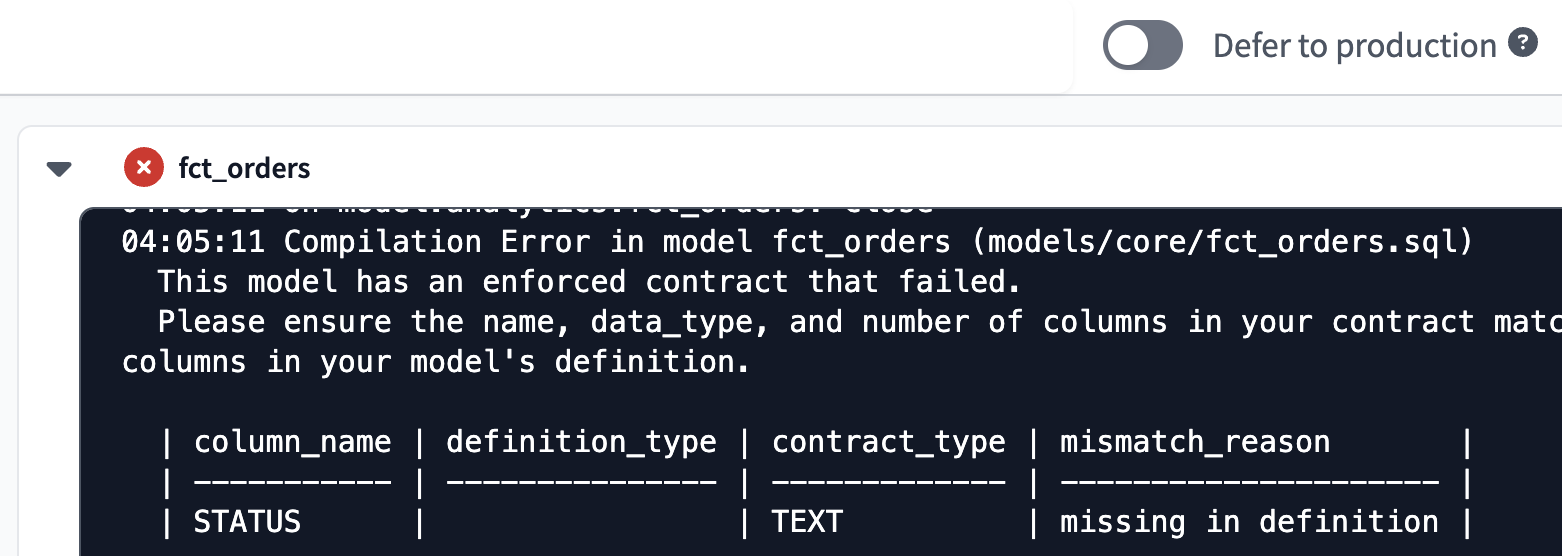 Defer to production ?
fct_orders
04:05:11 Compilation Error in model fct_orders (models/core/fct_orders.sql)
This model has an enforced contract that failed.
Please ensure the name, data_type, and number of columns in your contract
columns in your model's definition.
| column_name | definition_type | contract_type | mismatch_reason |
| ----------- | --------------- | ------------- | --------------------- |
| STATUS | | TEXT | missing in definition |